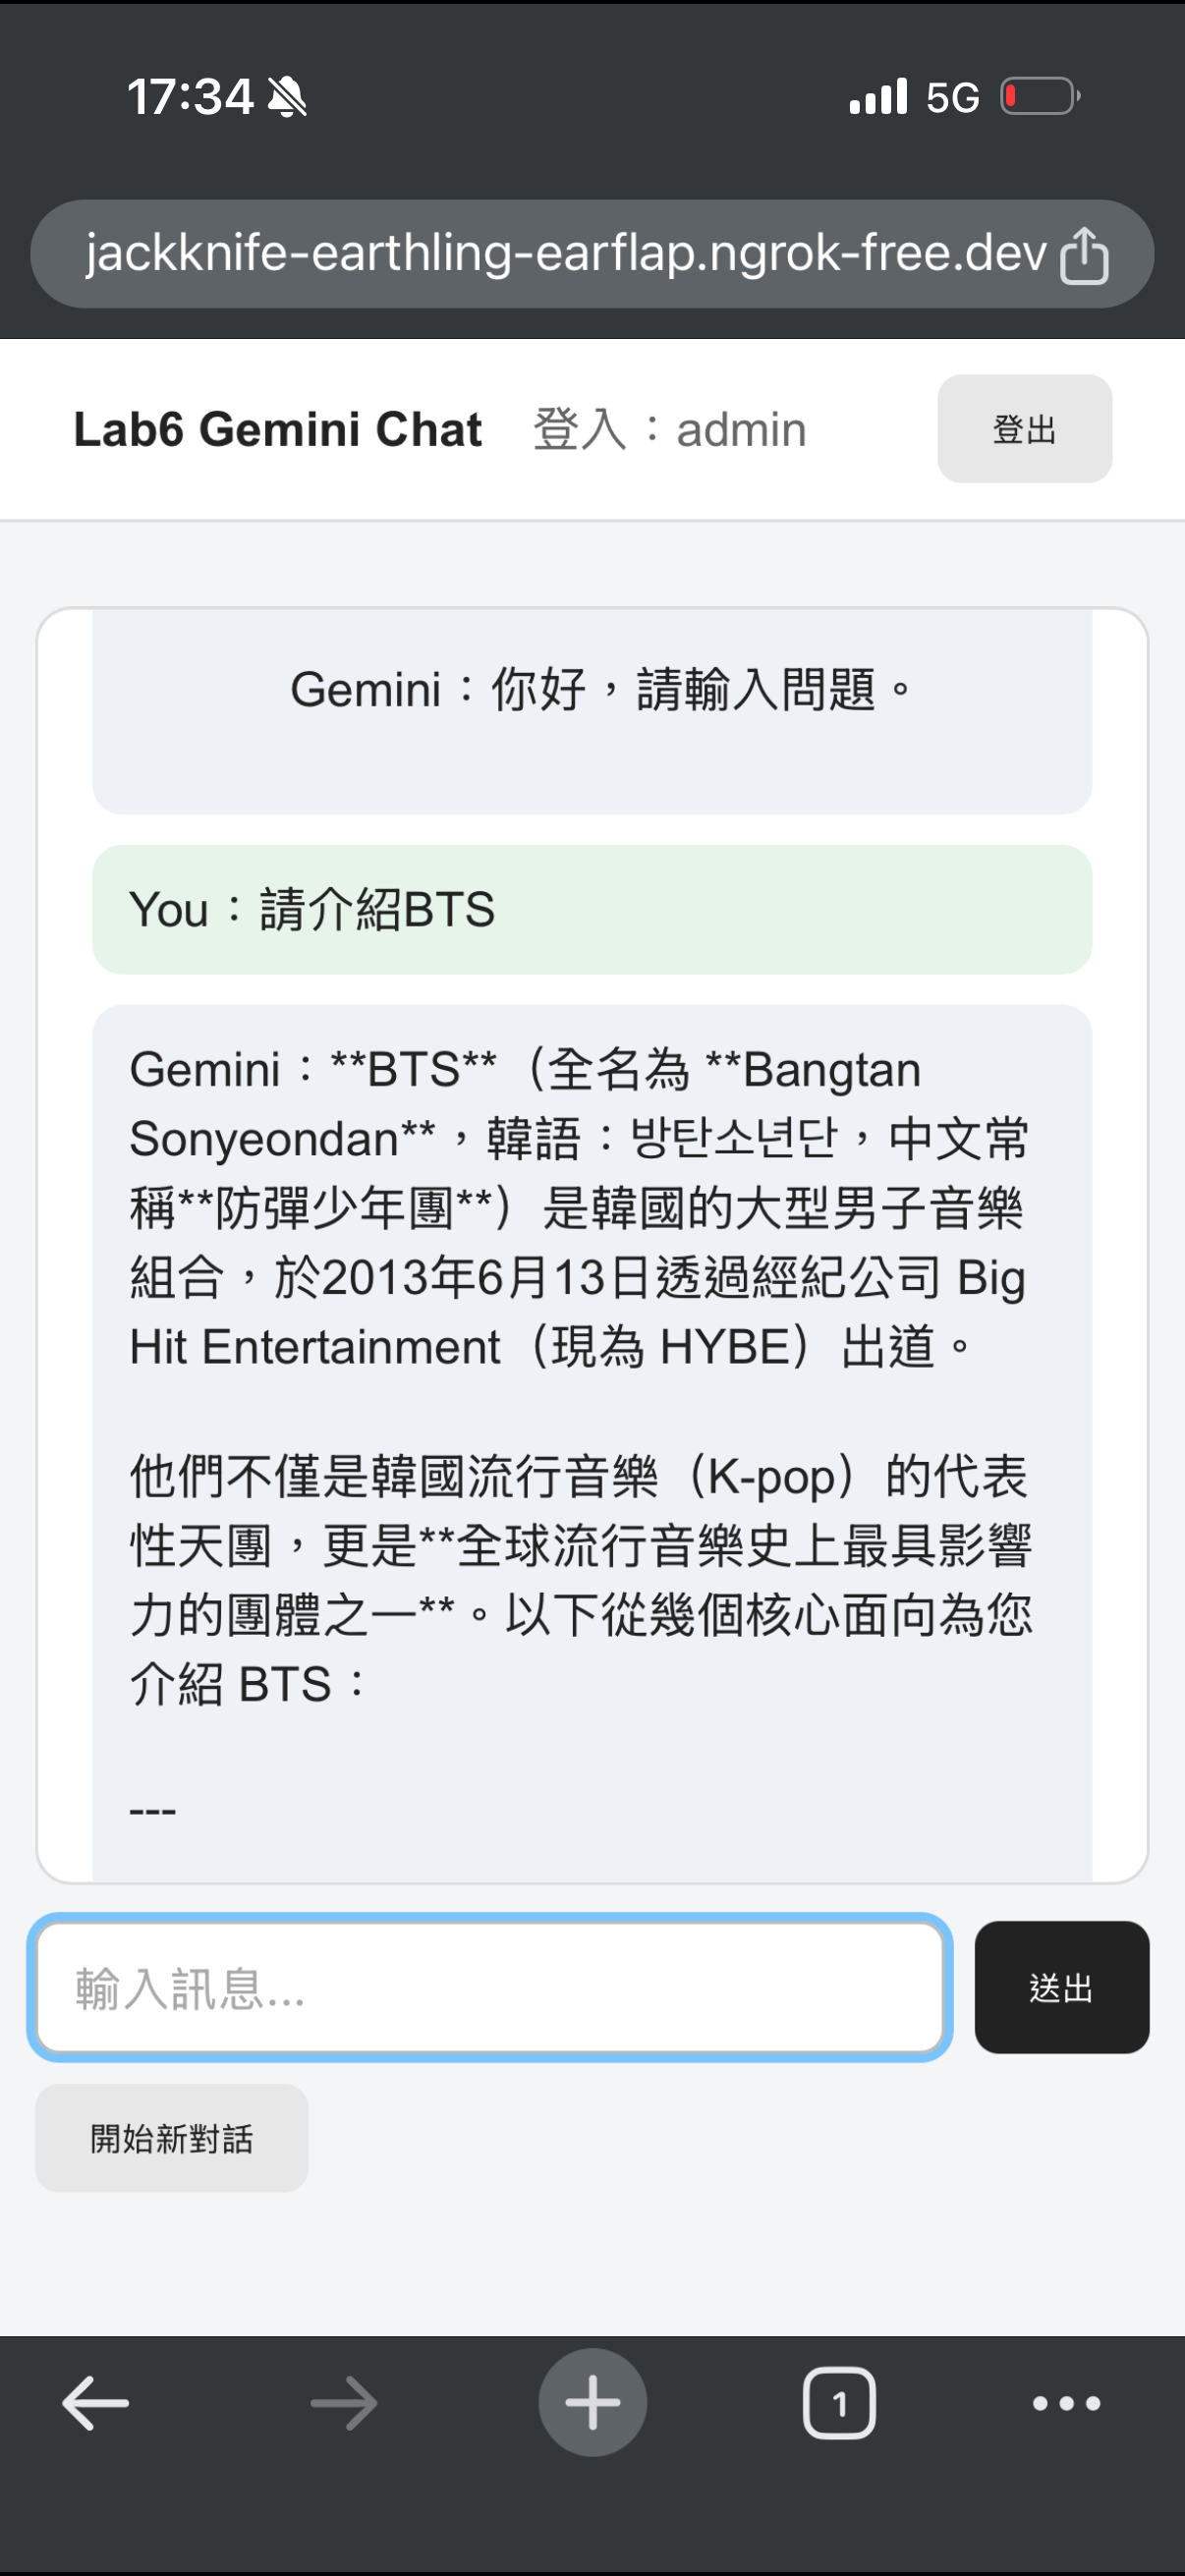 17:34
5G
jackknife-earthling-earflap.ngrok-free.dev
Lab6 Gemini Chat 登入：admin
登出
Gemini：你好，請輸入問題。
You：請介紹BTS
Gemini：**BTS**（全名為 **Bangtan
Sonyeondan**，韓語：방탄소년단，中文常
稱**防彈少年團**）是韓國的大型男子音樂
組合，於2013年6月13日透過經紀公司 Big
Hit Entertainment（現為 HYBE）出道。
他們不僅是韓國流行音樂（K-pop）的代表
性天團，更是**全球流行音樂史上最具影響
力的團體之一**。以下從幾個核心面向為您
介紹 BTS：
---
輸入訊息...
送出
開始新對話
1